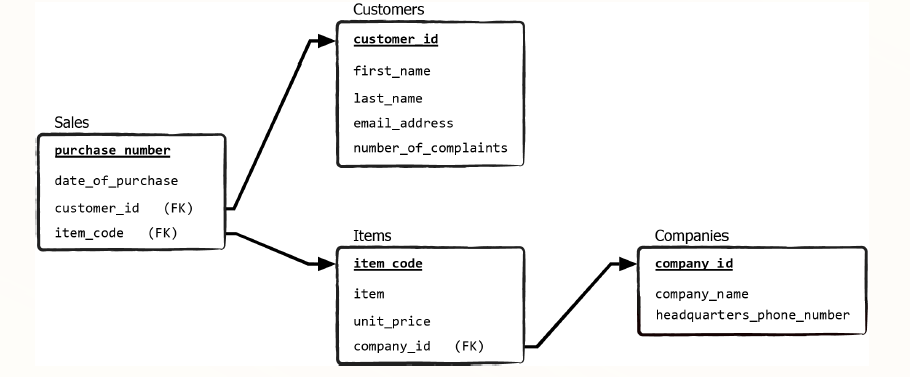 Customers
customer_id
first_name
last_name
email_address
number_of_complaints
Sales
purchase_number
date_of_purchase
customer_id (FK)
item_code (FK)
Items
item_code
item
unit_price
company_id (FK)
Companies
company_id
company_name
headquarters_phone_number